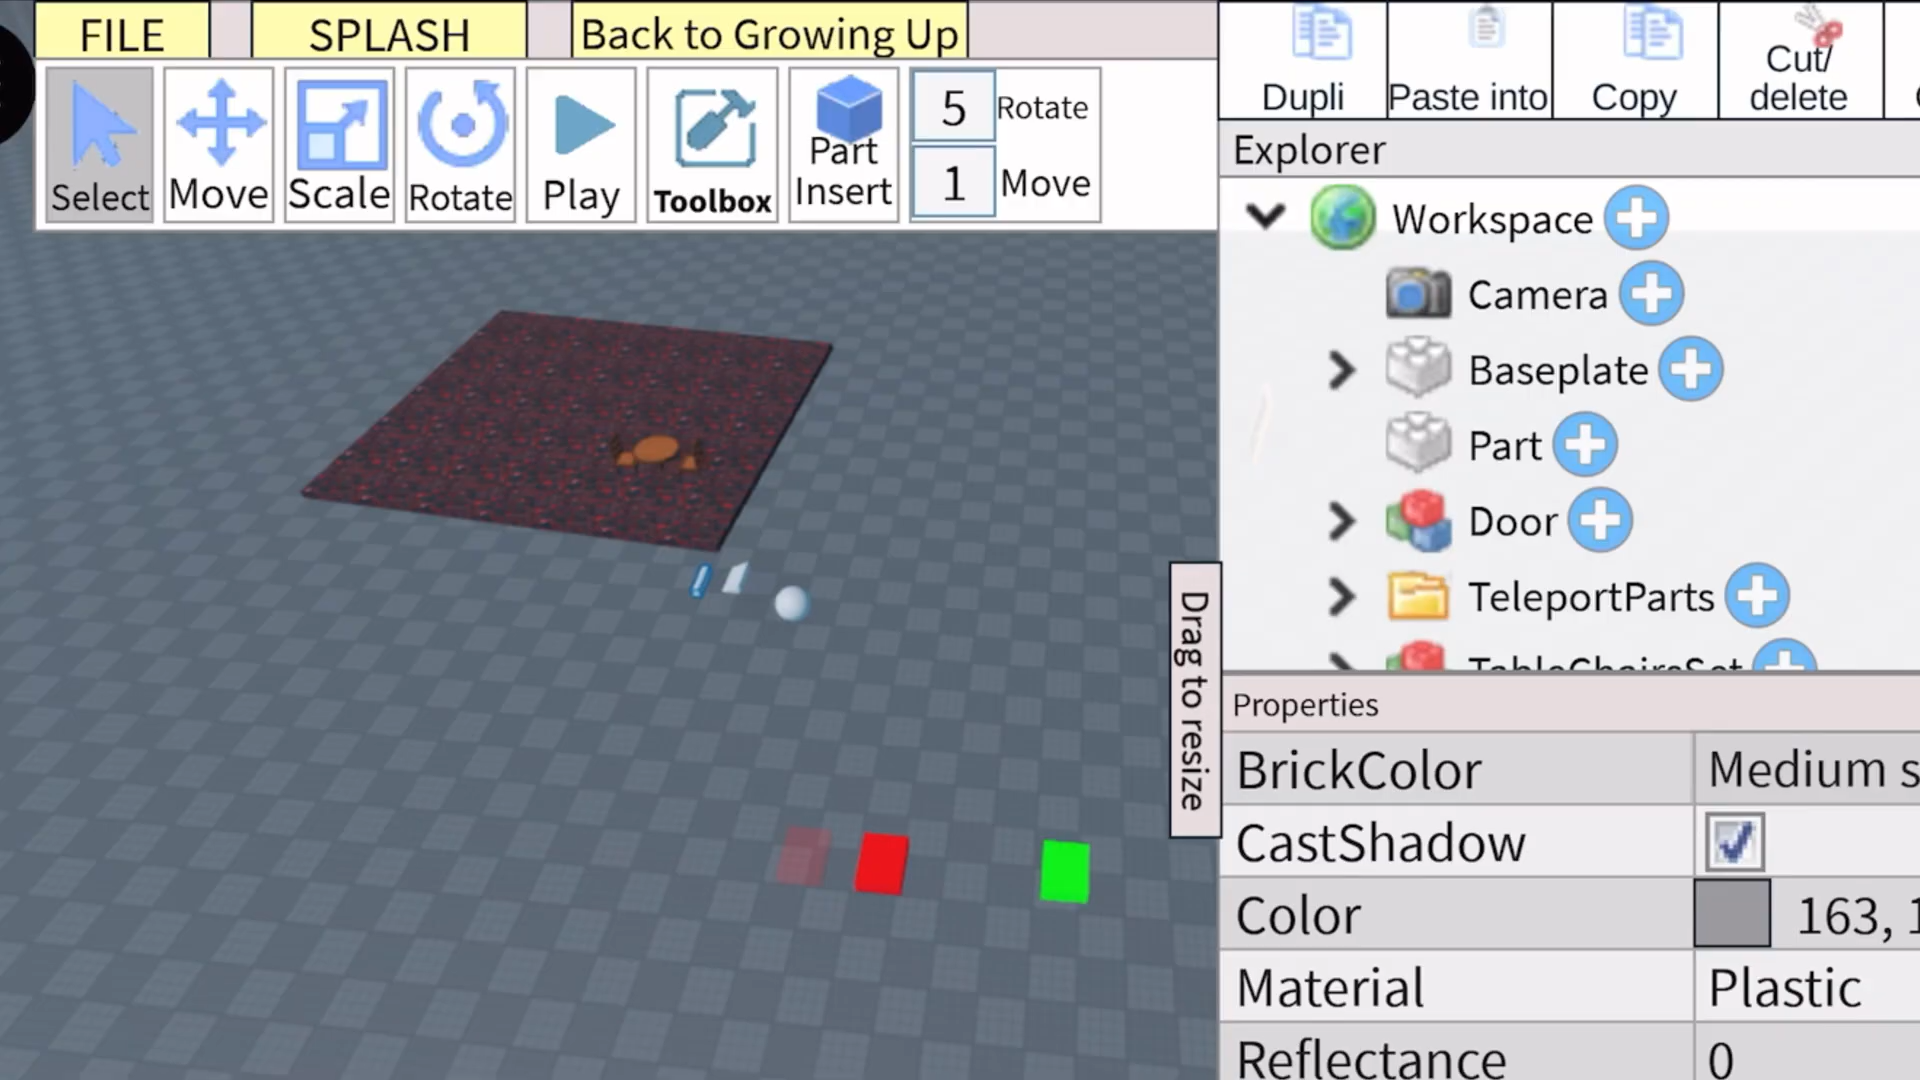 FILE
SPLASH
Back to Growing Up
Select
Move
Scale
Rotate
Play
Toolbox
Part
Insert
5 Rotate
1 Move
Dupli
Paste into
Copy
Cut/
delete
Explorer
Workspace
Camera
Baseplate
Part
Door
TeleportParts
TableChairsSet
Drag to resize
Properties
BrickColor
Medium s
CastShadow
Color
163, 1
Material
Plastic
Reflectance
0